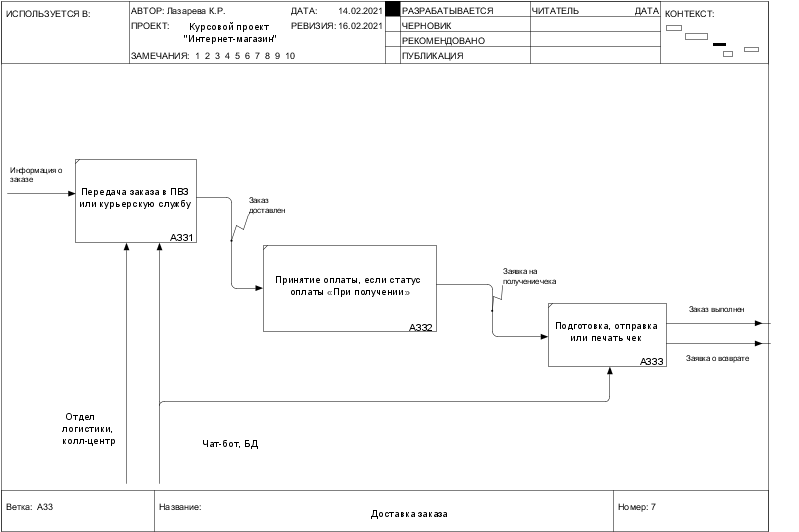 ИСПОЛЬЗУЕТСЯ В:
АВТОР: Лазарева К.Р.
ДАТА: 14.02.2021
ПРОЕКТ: Курсовой проект
"Интернет-магазин"
РЕВИЗИЯ: 16.02.2021
ЗАМЕЧАНИЯ: 1 2 3 4 5 6 7 8 9 10
РАЗРАБАТЫВАЕТСЯ
ЧЕРНОВИК
РЕКОМЕНДОВАНО
ПУБЛИКАЦИЯ
ЧИТАТЕЛЬ ДАТА
КОНТЕКСТ:
Информация о
заказе
Передача заказа в ПВЗ
или курьерскую службу
А331
Заказ
доставлен
Принятие оплаты, если статус
оплаты «При получении»
А332
Заявка на
получениечека
Подготовка, отправка
или печать чек
А333
Заказ выполнен
Заявка о возврате
Отдел
логистики,
колл-центр
Чат-бот, БД
Ветка: А33
Название:
Доставка заказа
Номер: 7